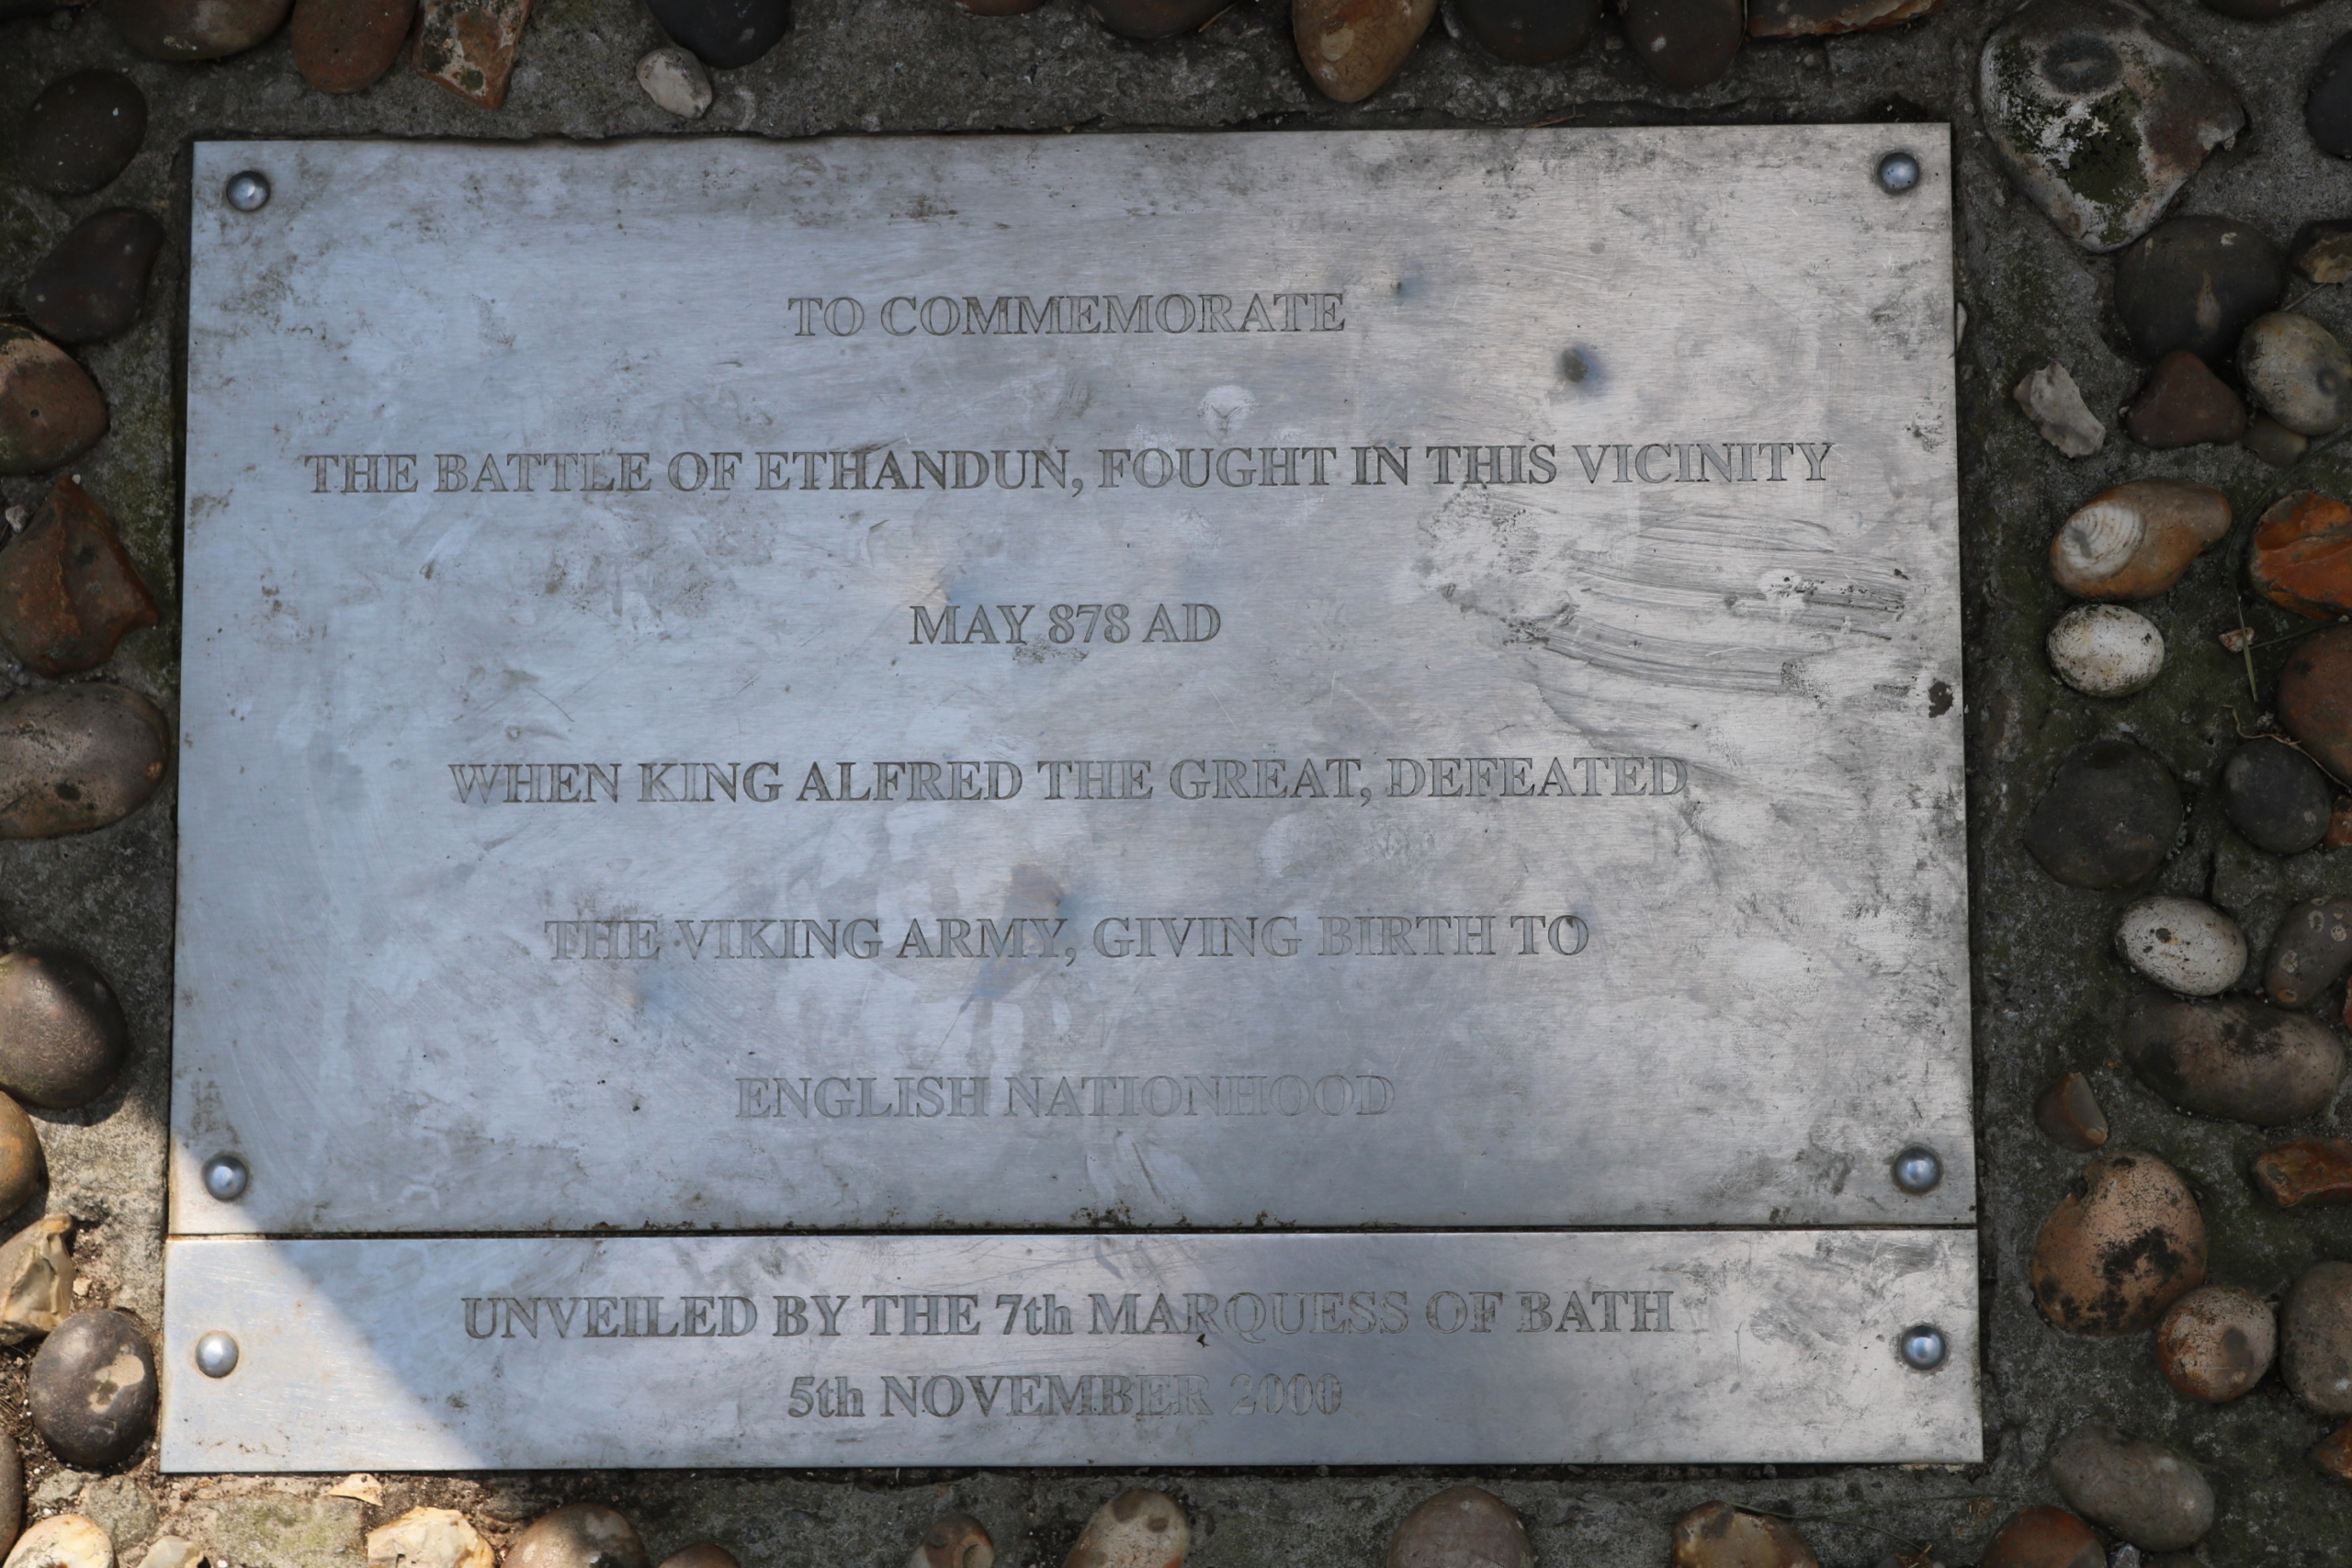 TO COMMEMORATE
THE BATTLE OF ETHANDUN, FOUGHT IN THIS VICINITY
MAY 878 AD
WHEN KING ALFRED THE GREAT, DEFEATED
THE VIKING ARMY, GIVING BIRTH TO
ENGLISH NATIONHOOD
UNVEILED BY THE 7th MARQUESS OF BATH
5th NOVEMBER 2000